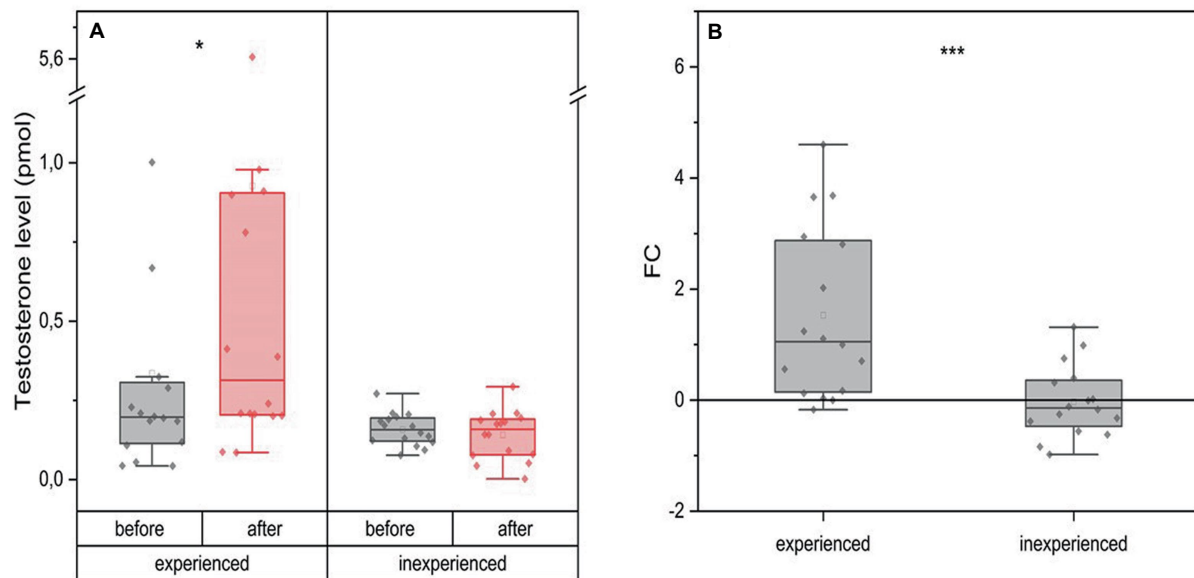 A
*
5,6
1,0
0,5
0,0
Testosterone level (pmol)
before after before after
experienced inexperienced
B
***
6
4
2
0
-2
FC
experienced inexperienced